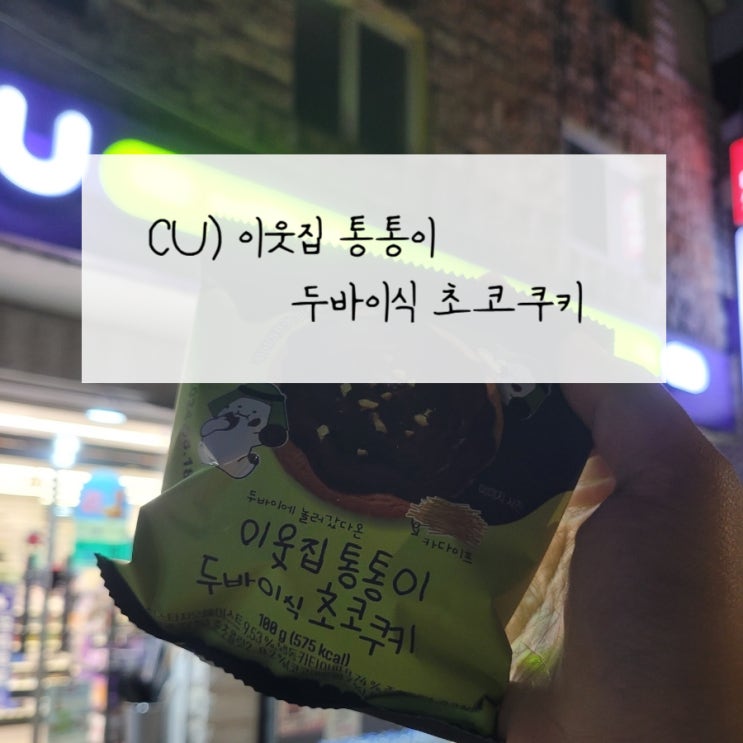 U
CU) 이웃집 통통이
두바이식 초코쿠키
두바이에 놀러갔다온
카다이프
이웃집 통통이
두바이식 초코쿠키
100 g (575 kcal)